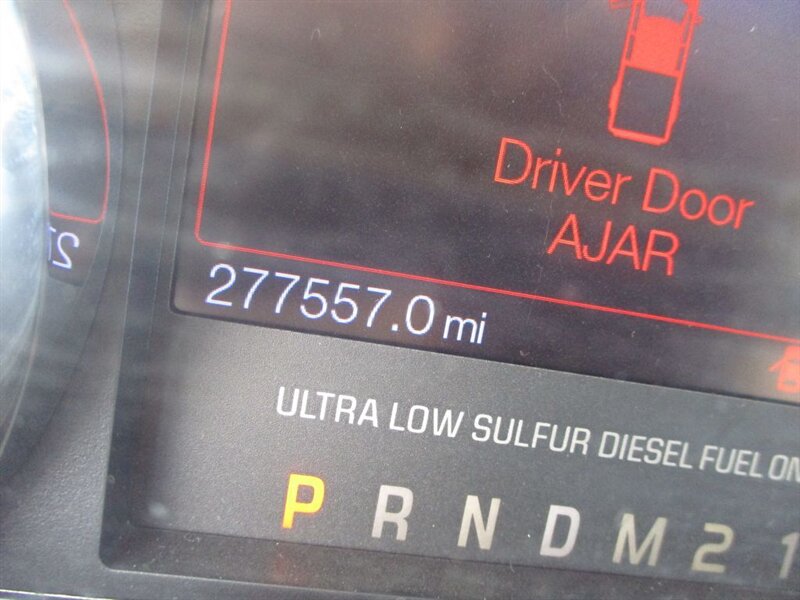 Driver Door
AJAR
277557.0 mi
ULTRA LOW SULFUR DIESEL FUEL
P R N D M 2 1